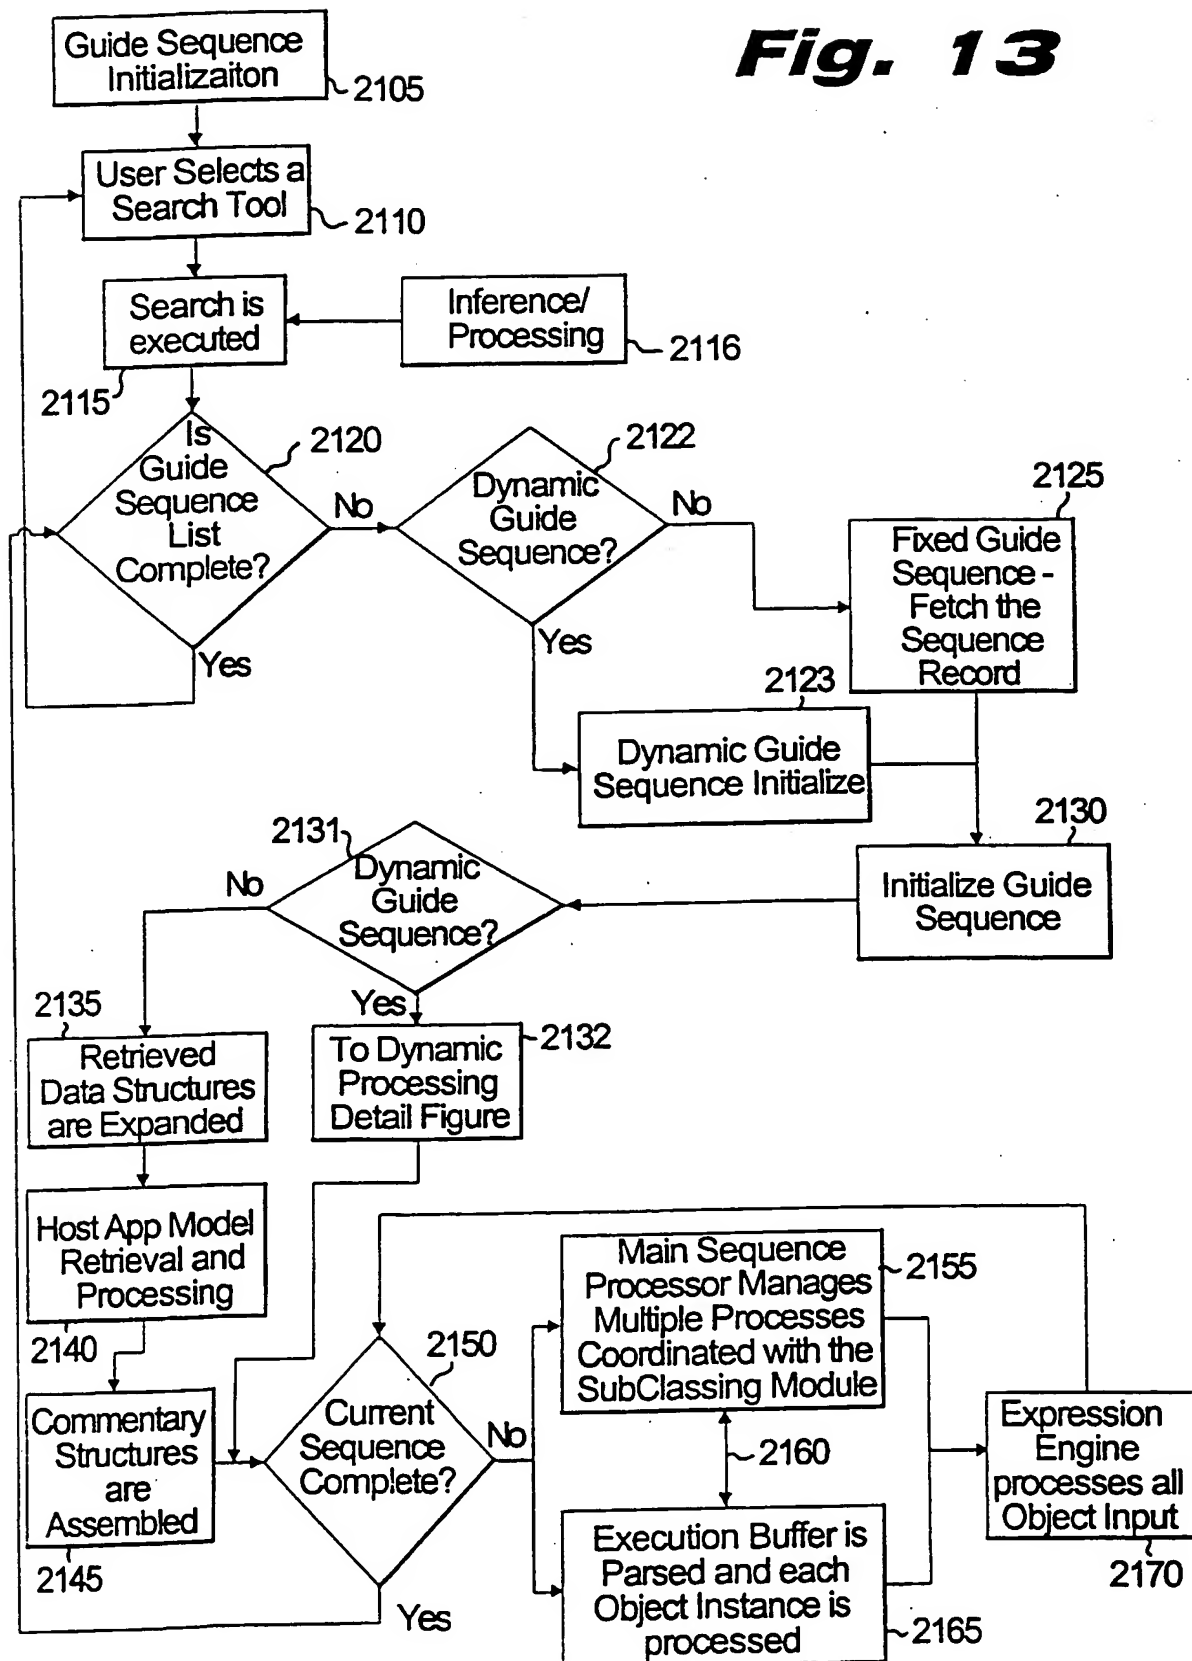 Fig. 13
Guide Sequence
Initializaiton
2105
User Selects a
Search Tool
2110
Search is
executed
2115
Inference/
Processing
2116
Is
Guide
Sequence
List
Complete?
2120
No
Yes
Dynamic
Guide
Sequence?
2122
No
Yes
2125
Fixed Guide
Sequence -
Fetch the
Sequence
Record
2123
Dynamic Guide
Sequence Initialize
2130
Initialize Guide
Sequence
2131
Dynamic
Guide
Sequence?
No
Yes
2135
Retrieved
Data Structures
are Expanded
2132
To Dynamic
Processing
Detail Figure
Host App Model
Retrieval and
Processing
2140
Commentary
Structures
are
Assembled
2145
2150
Current
Sequence
Complete?
No
Yes
Main Sequence
Processor Manages
Multiple Processes
Coordinated with the
SubClassing Module
2155
2160
Execution Buffer is
Parsed and each
Object Instance is
processed
2165
Expression
Engine
processes all
Object Input
2170